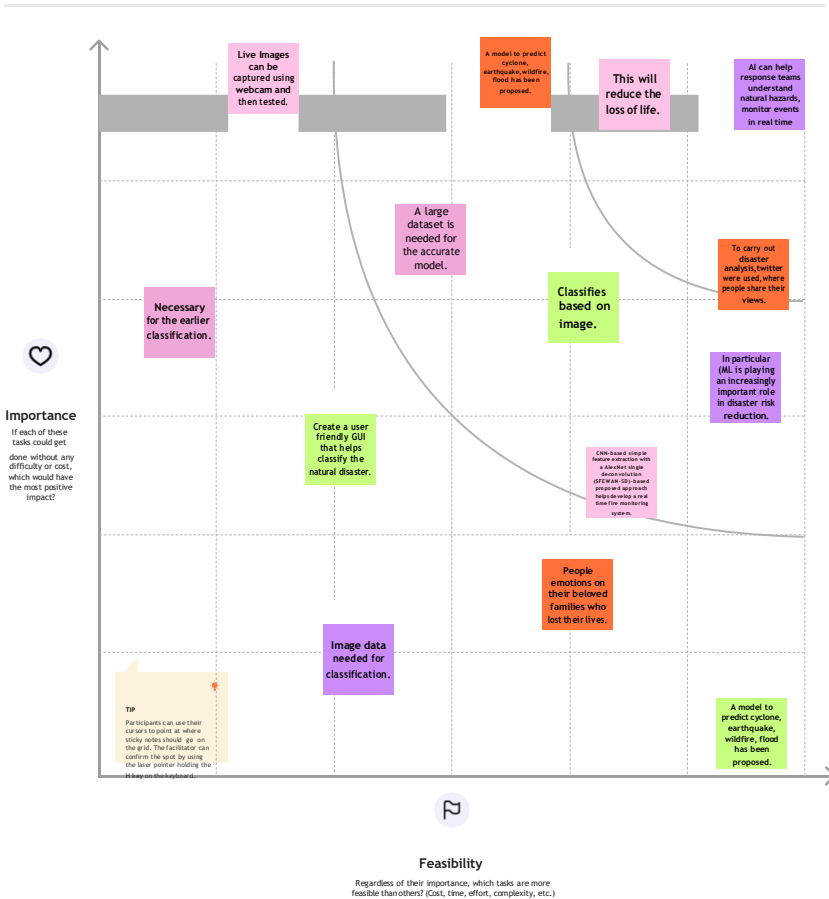 Live Images
can be
captured using
webcam and
then tested.
A model to predict
cyclone,
earthquake,wildfire,
flood has been
proposed.
This will
reduce the
loss of life.
AI can help
response teams
understand
natural hazards,
monitor events
in real time
A large
dataset is
needed for
the accurate
model.
To carry out
disaster
analysis,twitter
were used,where
people share their
views.
Necessary
for the earlier
classification.
Classifies
based on
image.
In particular
(ML is playing
an increasingly
important role
in disaster risk
reduction.
Importance
If each of these
tasks could get
done without any
difficulty or cost,
which would have
the most positive
impact?
Create a user
friendly GUI
that helps
classify the
natural disaster.
CNN-based simple
feature extraction with
a AlexNet single
deconvolution
(SFEWAN-SD)-based
proposed approach
helps develop a real
time fire monitoring
system.
People
emotions on
their beloved
families who
lost their lives.
Image data
needed for
classification.
TIP
Participants can use their
cursors to point at where
sticky notes should go on
the grid. The facilitator can
confirm the spot by using
the laser pointer holding the
H key on the keyboard.
A model to
predict cyclone,
earthquake,
wildfire, flood
has been
proposed.
Feasibility
Regardless of their importance, which tasks are more
feasible than others? (Cost, time, effort, complexity, etc.)